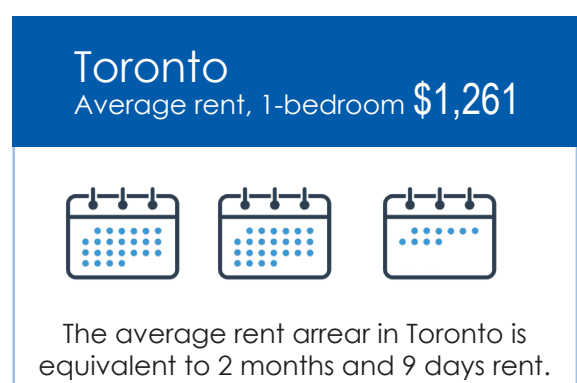 Toronto
Average rent, 1-bedroom $1,261
The average rent arrear in Toronto is
equivalent to 2 months and 9 days rent.